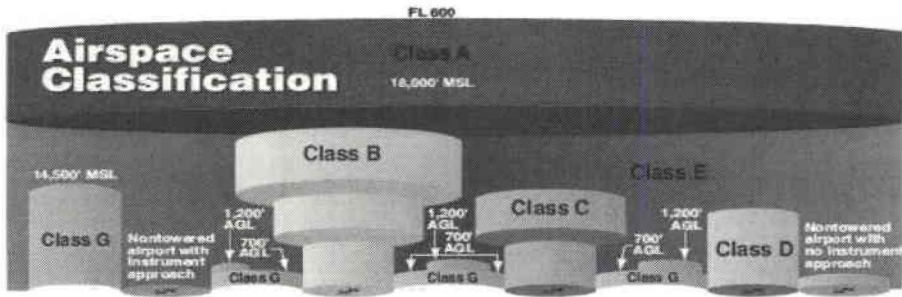 FL 600
Airspace
Classification
Class A
18,000' MSL
Class B
14,500' MSL
Class E
Class C
1,200'
AGL
1,200'
AGL
1,200'
AGL
700'
AGL
700'
AGL
700'
AGL
Class G
Nontowered
airport with
instrument
approach
Class G
Class G
Class G
Class D
Nontowered
airport with
no instrument
approach